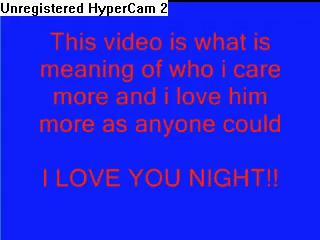 Unregistered HyperCam 2
This video is what is
meaning of who i care
more and i love him
more as anyone could
I LOVE YOU NIGHT!!